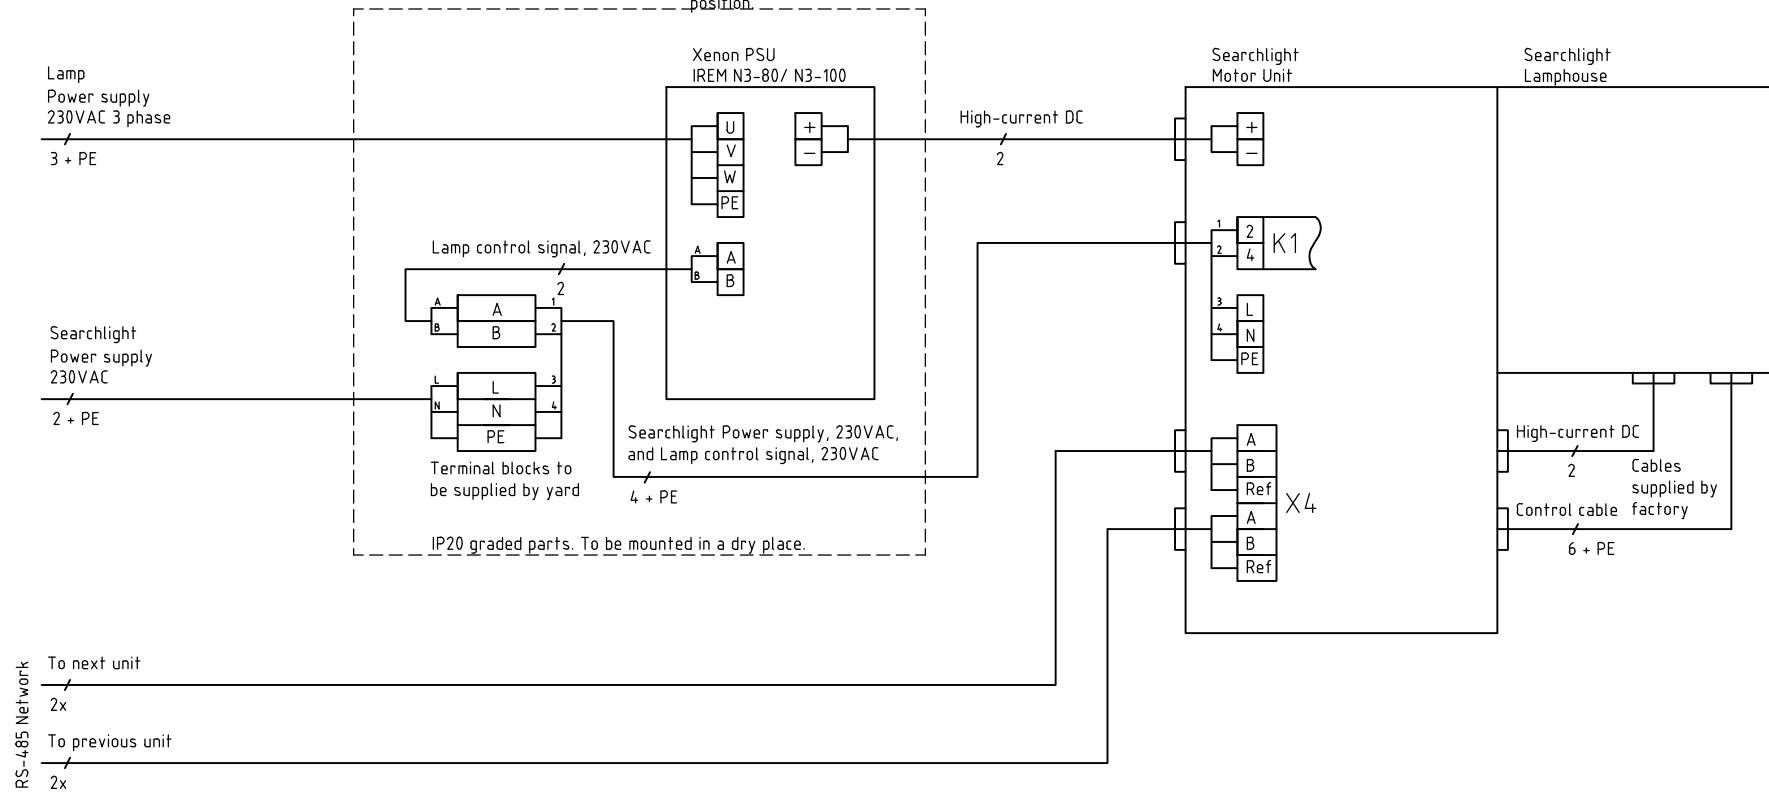 position.
Lamp
Power supply
230VAC 3 phase
3 + PE
Xenon PSU
IREM N3-80/ N3-100
U
V
W
PE
+
−
High-current DC
2
Searchlight
Motor Unit
Searchlight
Lamphouse
+
−
Lamp control signal, 230VAC
2
A
B
A
B
1
2
2
4
K1
3
4
L
N
PE
A
B
A
B
1
2
Searchlight
Power supply
230VAC
2 + PE
L
N
L
N
PE
3
4
Terminal blocks to
be supplied by yard
Searchlight Power supply, 230VAC,
and Lamp control signal, 230VAC
4 + PE
IP20 graded parts. To be mounted in a dry place.
A
B
Ref
A
B
Ref
X4
High-current DC
2
Cables
supplied by
factory
Control cable
6 + PE
RS-485 Network
To next unit
2x
To previous unit
2x